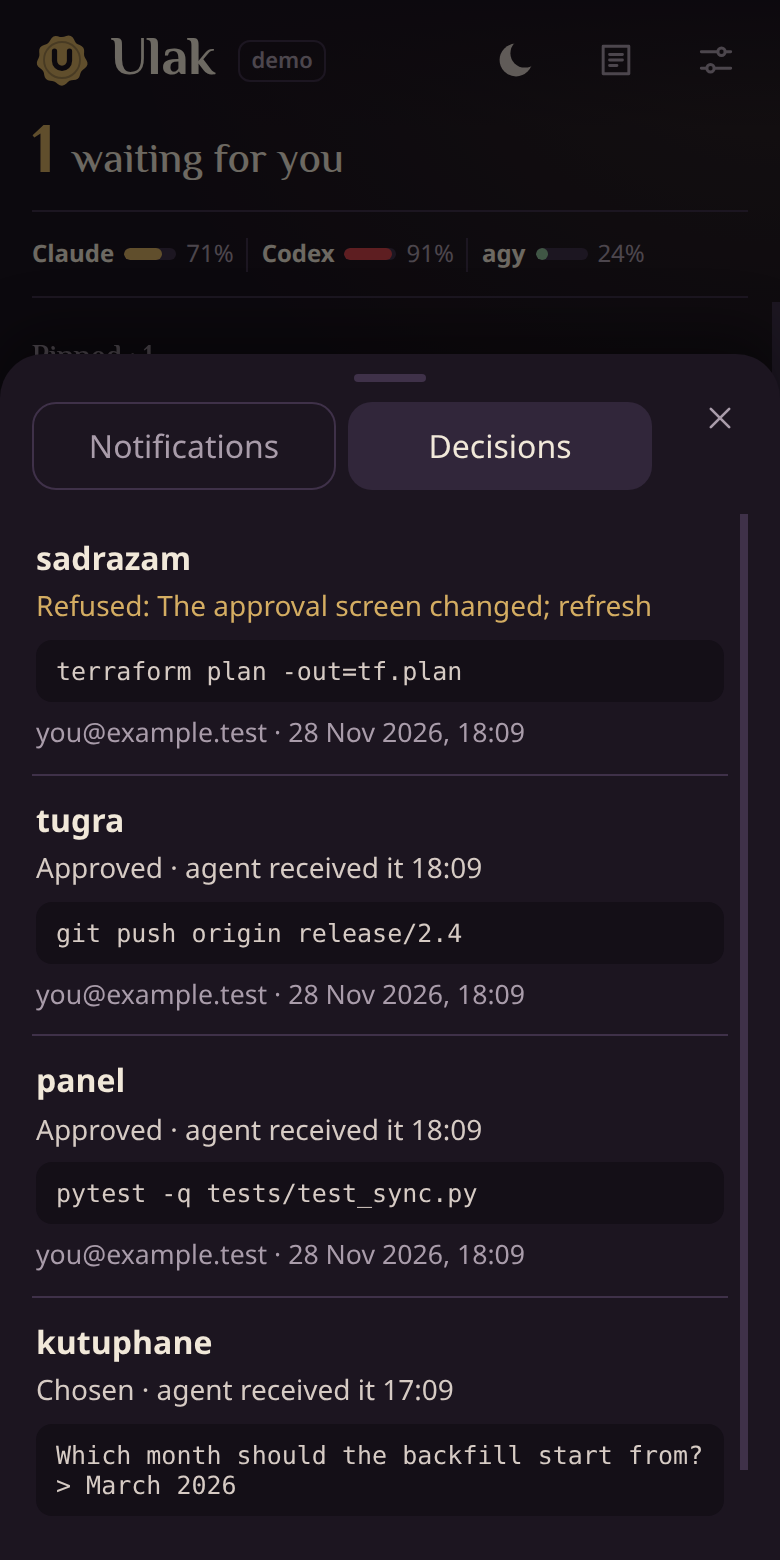 Ulak demo
1 waiting for you
Claude 71% Codex 91% agy 24%
Pinned · 1
Notifications Decisions
sadrazam
Refused: The approval screen changed; refresh
terraform plan -out=tf.plan
you@example.test · 28 Nov 2026, 18:09
tugra
Approved · agent received it 18:09
git push origin release/2.4
you@example.test · 28 Nov 2026, 18:09
panel
Approved · agent received it 18:09
pytest -q tests/test_sync.py
you@example.test · 28 Nov 2026, 18:09
kutuphane
Chosen · agent received it 17:09
Which month should the backfill start from?
> March 2026